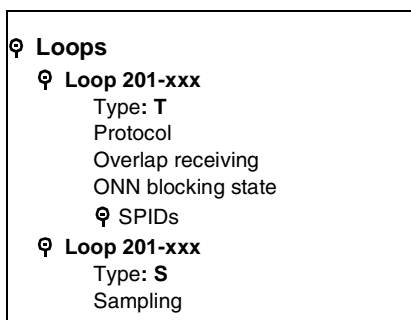 Loops
Loop 201-xxx
Type: T
Protocol
Overlap receiving
ONN blocking state
SPIDs
Loop 201-xxx
Type: S
Sampling